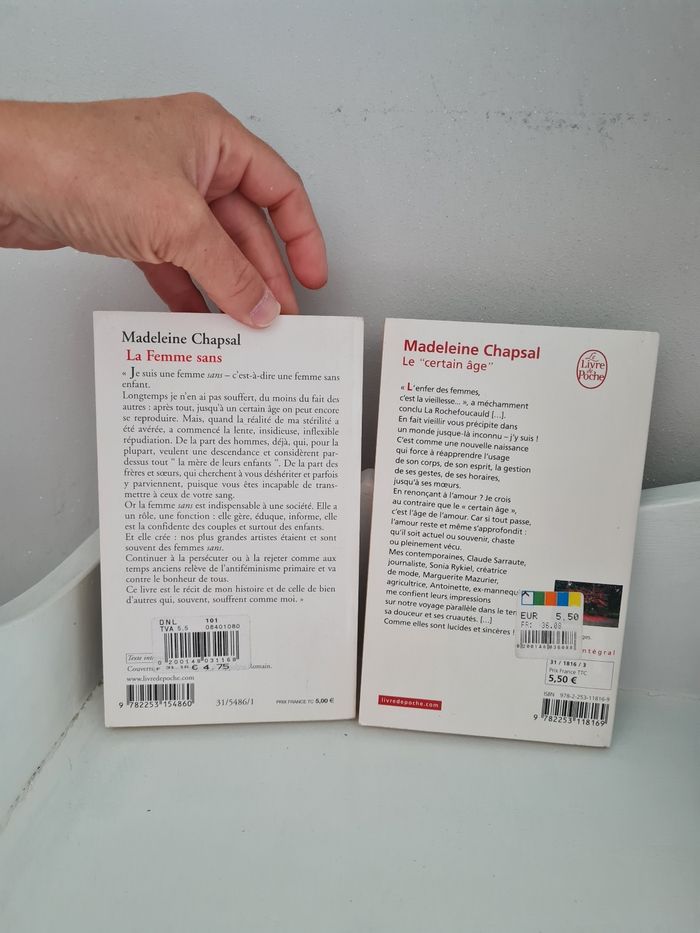 Madeleine Chapsal
La Femme sans
« Je suis une femme sans – c'est-à-dire une femme sans
enfant.
Longtemps je n'en ai pas souffert, du moins du fait des
autres : après tout, jusqu'à un certain âge on peut encore
se reproduire. Mais, quand la réalité de ma stérilité a
été avérée, a commencé la lente, insidieuse, inflexible
répudiation. De la part des hommes, déjà, qui, pour la
plupart, veulent une descendance et considèrent par-
dessus tout " la mère de leurs enfants ". De la part des
frères et sœurs, qui cherchent à vous déshériter et parfois
y parviennent, puisque vous êtes incapable de trans-
mettre à ceux de votre sang.
Or la femme sans est indispensable à une société. Elle a
un rôle, une fonction : elle gère, éduque, informe, elle
est la confidente des couples et surtout des enfants.
Et elle crée : nos plus grandes artistes étaient et sont
souvent des femmes sans.
Continuer à la persécuter ou à la rejeter comme aux
temps anciens relève de l'antiféminisme primaire et va
contre le bonheur de tous.
Ce livre est le récit de mon histoire et de celle de bien
d'autres qui, souvent, souffrent comme moi. »
DNL 101
TVA 5,5 08401080
0 200148 031168
€ 4,75
Texte
Couverture
www.livredepoche.com
9 782253 154860
31/5486/1
PRIX FRANCE TC 5,00 €
Madeleine Chapsal
Le "certain âge"
Le Livre de Poche
« L'enfer des femmes,
c'est la vieillesse... », a méchamment
conclu La Rochefoucauld [...].
En fait vieillir vous précipite dans
un monde jusque-là inconnu – j'y suis !
C'est comme une nouvelle naissance
qui force à réapprendre l'usage
de son corps, de son esprit, la gestion
de ses gestes, de ses horaires,
jusqu'à ses mœurs.
En renonçant à l'amour ? Je crois
au contraire que le « certain âge »,
c'est l'âge de l'amour. Car si tout passe,
l'amour reste et même s'approfondit :
qu'il soit actuel ou souvenir, chaste
ou pleinement vécu.
Mes contemporaines, Claude Sarraute,
journaliste, Sonia Rykiel, créatrice
de mode, Marguerite Mazurier,
agricultrice, Antoinette, ex-mannequ
me confient leurs impressions
sur notre voyage parallèle dans le te
sa douceur et ses cruautés. [...]
Comme elles sont lucides et sincères !
EUR 5,50
FR: 36.08
ges.
intégral
31 / 1816 / 3
Prix France TTC
5,50 €
livredepoche.com
ISBN 978-2-253-11816-9
9 782253 118169